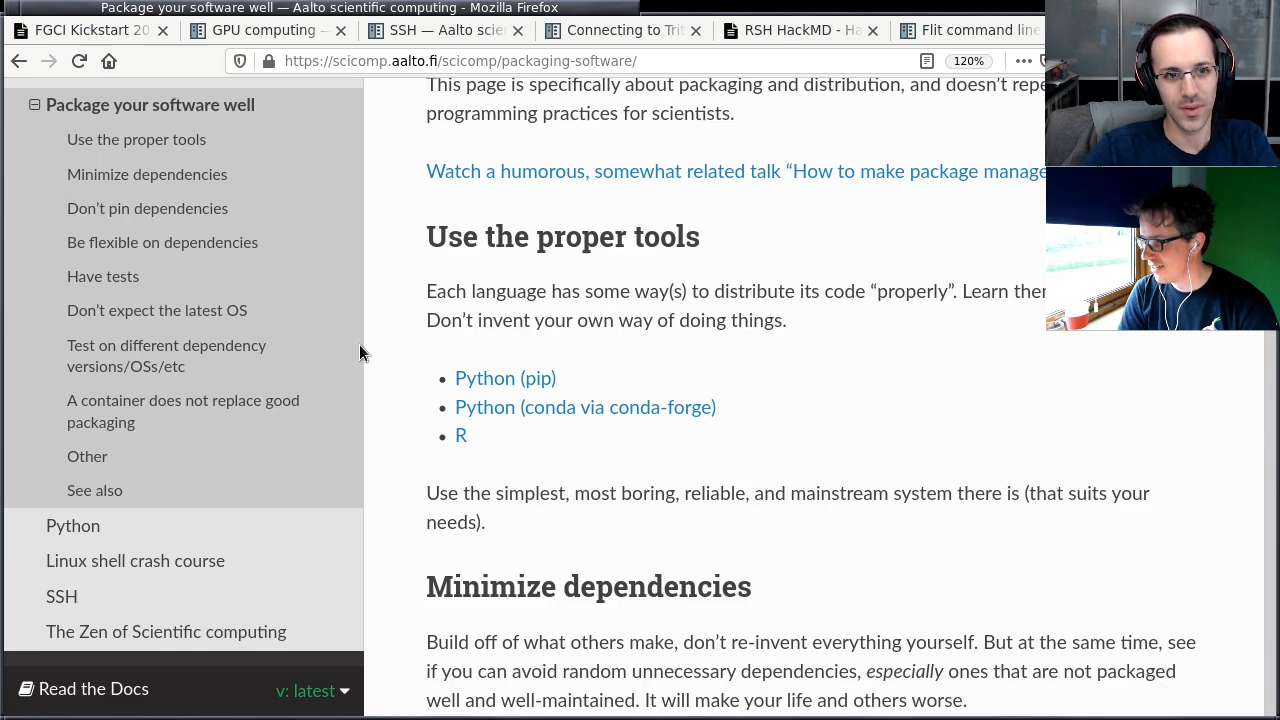 Package your software well — Aalto scientific computing - Mozilla Firefox
FGCI Kickstart 20
GPU computing —
SSH — Aalto scien
Connecting to Trit
RSH HackMD - Ha
Flit command line
https://scicomp.aalto.fi/scicomp/packaging-software/
120%
Package your software well
Use the proper tools
Minimize dependencies
Don't pin dependencies
Be flexible on dependencies
Have tests
Don't expect the latest OS
Test on different dependency
versions/OSs/etc
A container does not replace good
packaging
Other
See also
Python
Linux shell crash course
SSH
The Zen of Scientific computing
Read the Docs
v: latest
This page is specifically about packaging and distribution, and doesn't repe
programming practices for scientists.
Watch a humorous, somewhat related talk “How to make package manage
Use the proper tools
Each language has some way(s) to distribute its code “properly”. Learn ther
Don't invent your own way of doing things.
• Python (pip)
• Python (conda via conda-forge)
• R
Use the simplest, most boring, reliable, and mainstream system there is (that suits your
needs).
Minimize dependencies
Build off of what others make, don't re-invent everything yourself. But at the same time, see
if you can avoid random unnecessary dependencies, especially ones that are not packaged
well and well-maintained. It will make your life and others worse.